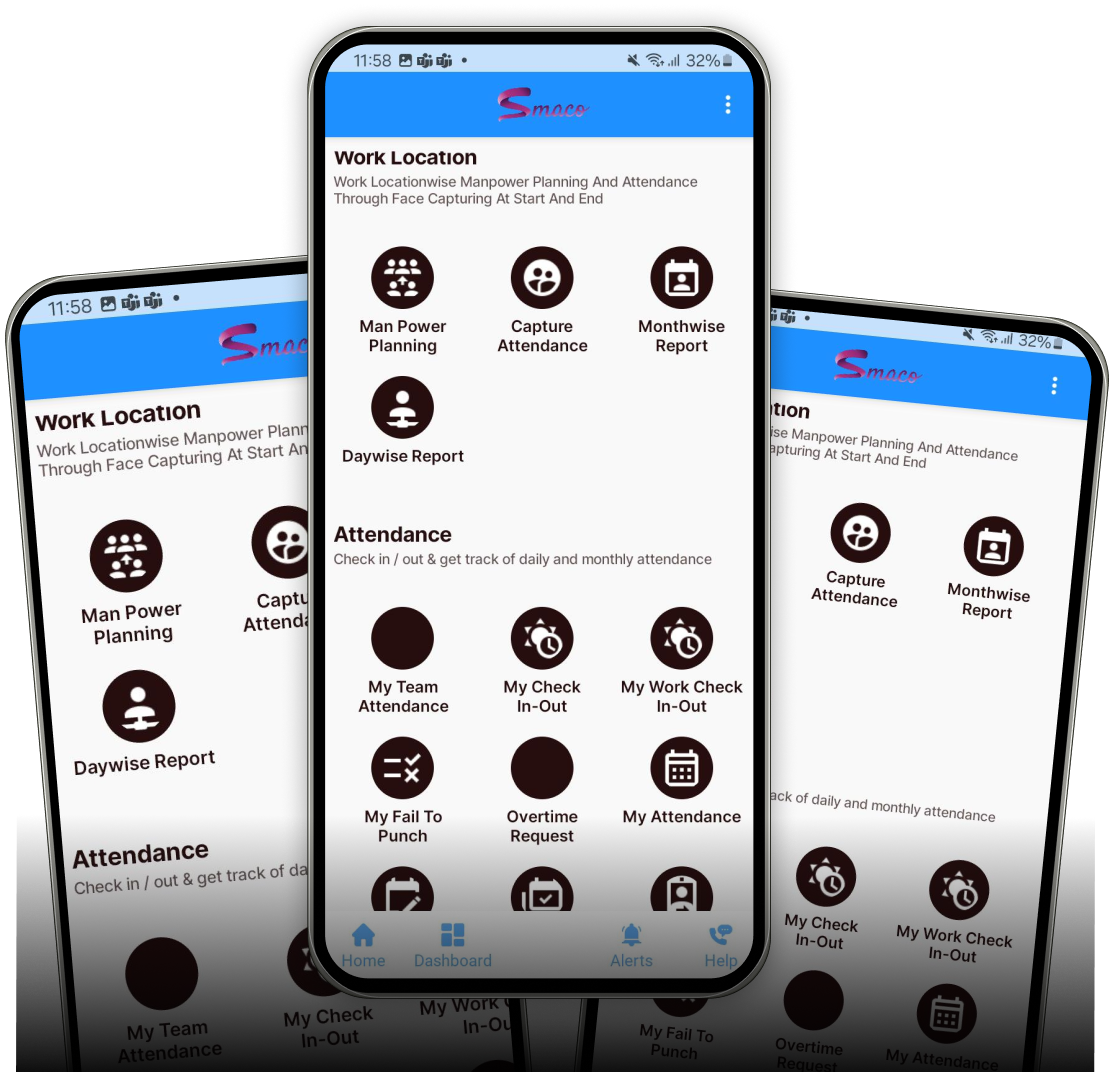 11:58
32%
Smaco
Work Location
Work Locationwise Manpower Planning And Attendance
Through Face Capturing At Start And End
Man Power
Planning
Capture
Attendance
Monthwise
Report
Daywise Report
Attendance
Check in / out & get track of daily and monthly attendance
My Team
Attendance
My Check
In-Out
My Work Check
In-Out
My Fail To
Punch
Overtime
Request
My Attendance
Home
Dashboard
Alerts
Help
11:58
Smac
Work Location
Work Locationwise Manpower Plann
Through Face Capturing At Start An
Man Power
Planning
Captu
Attenda
Daywise Report
Attendance
Check in / out & get track of da
My Team
Attendance
My Check
In-Out
My Work
In-Ou
32%
Smaco
ation
ise Manpower Planning And Attendance
apturing At Start And End
Capture
Attendance
Monthwise
Report
ack of daily and monthly attendance
My Check
In-Out
My Work Check
In-Out
My Fail To
Punch
Overtime
Request
My Attendance